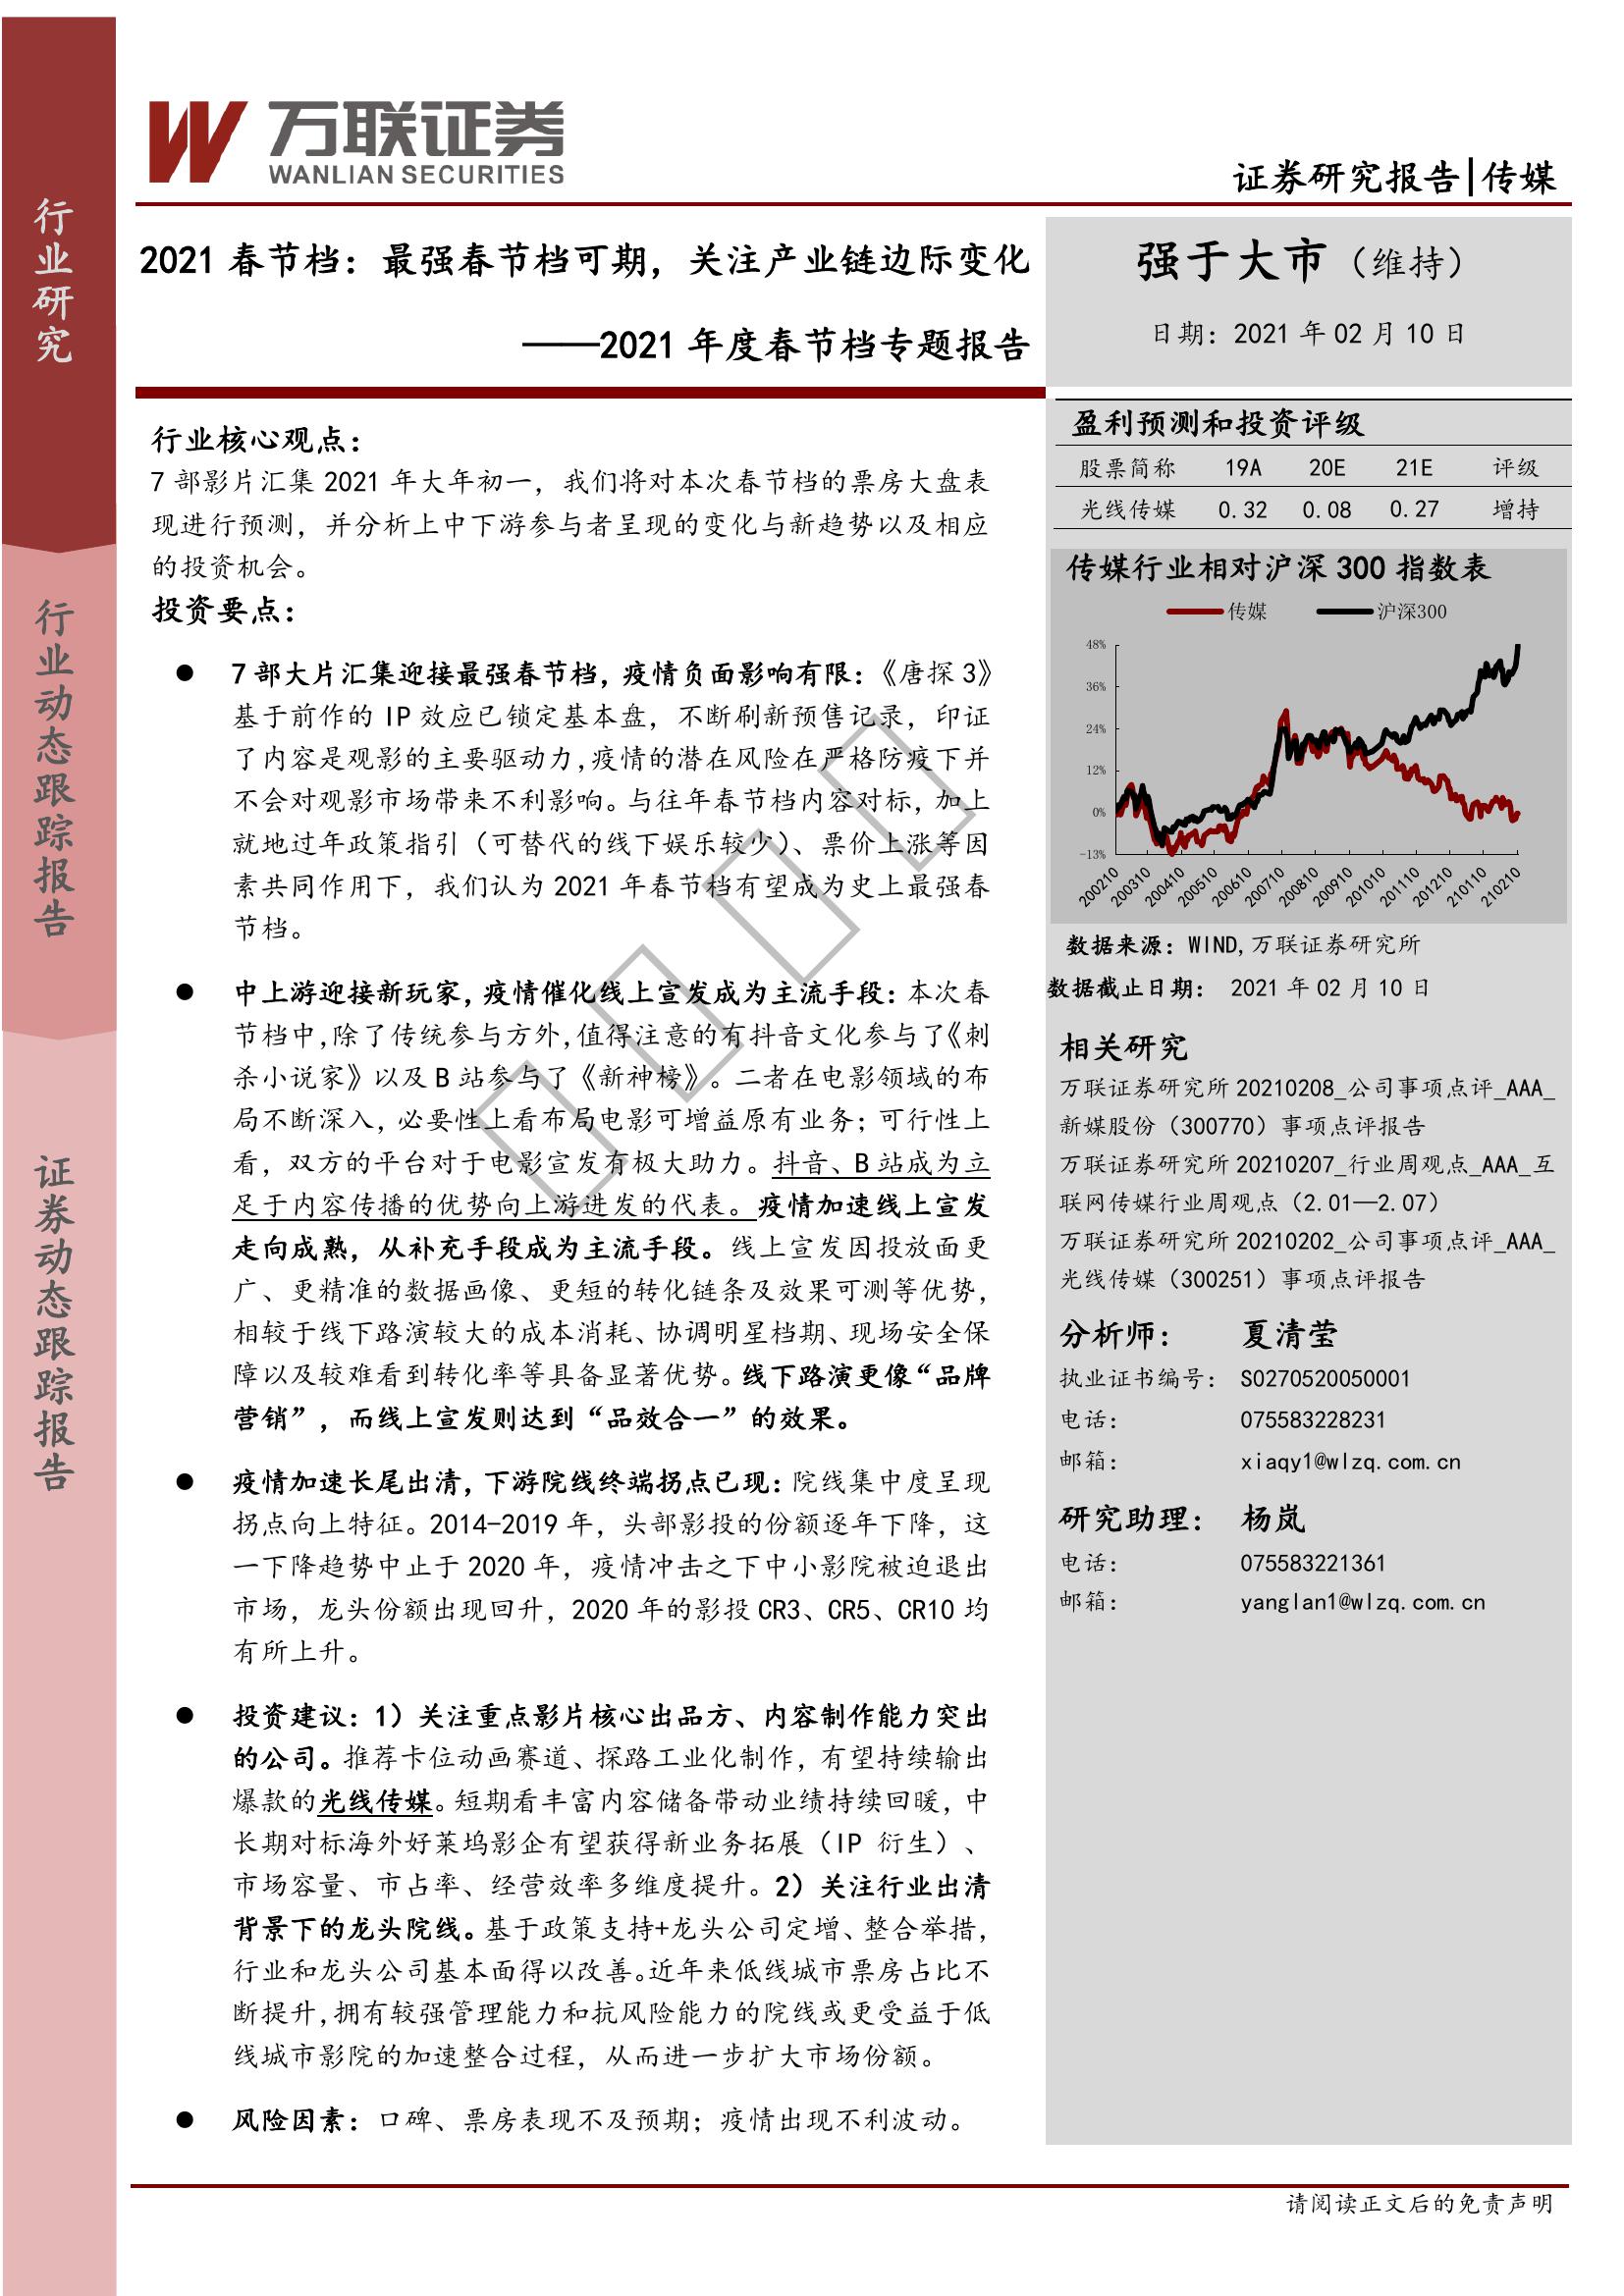 万联证券
WANLIAN SECURITIES
证券研究报告|传媒
行业研究
行业动态跟踪报告
证券动态跟踪报告
2021 春节档：最强春节档可期，关注产业链边际变化
——2021 年度春节档专题报告
强于大市（维持）
日期：2021 年 02 月 10 日
行业核心观点：
7 部影片汇集 2021 年大年初一，我们将对本次春节档的票房大盘表
现进行预测，并分析上中下游参与者呈现的变化与新趋势以及相应
的投资机会。
投资要点：
● 7 部大片汇集迎接最强春节档，疫情负面影响有限：《唐探 3》
基于前作的 IP 效应已锁定基本盘，不断刷新预售记录，印证
了内容是观影的主要驱动力，疫情的潜在风险在严格防疫下并
不会对观影市场带来不利影响。与往年春节档内容对标，加上
就地过年政策指引（可替代的线下娱乐较少）、票价上涨等因
素共同作用下，我们认为 2021 年春节档有望成为史上最强春
节档。
● 中上游迎接新玩家，疫情催化线上宣发成为主流手段：本次春
节档中，除了传统参与方外，值得注意的有抖音文化参与了《刺
杀小说家》以及 B 站参与了《新神榜》。二者在电影领域的布
局不断深入，必要性上看布局电影可增益原有业务；可行性上
看，双方的平台对于电影宣发有极大助力。抖音、B 站成为立
足于内容传播的优势向上游进发的代表。疫情加速线上宣发
走向成熟，从补充手段成为主流手段。线上宣发因投放面更
广、更精准的数据画像、更短的转化链条及效果可测等优势，
相较于线下路演较大的成本消耗、协调明星档期、现场安全保
障以及较难看到转化率等具备显著优势。线下路演更像“品牌
营销”，而线上宣发则达到“品效合一”的效果。
● 疫情加速长尾出清，下游院线终端拐点已现：院线集中度呈现
拐点向上特征。2014-2019 年，头部影投的份额逐年下降，这
一下降趋势中止于 2020 年，疫情冲击之下中小影院被迫退出
市场，龙头份额出现回升，2020 年的影投 CR3、CR5、CR10 均
有所上升。
● 投资建议：1）关注重点影片核心出品方、内容制作能力突出
的公司。推荐卡位动画赛道、探路工业化制作，有望持续输出
爆款的光线传媒。短期看丰富内容储备带动业绩持续回暖，中
长期对标海外好莱坞影企有望获得新业务拓展（IP 衍生）、
市场容量、市占率、经营效率多维度提升。2）关注行业出清
背景下的龙头院线。基于政策支持+龙头公司定增、整合举措，
行业和龙头公司基本面得以改善。近年来低线城市票房占比不
断提升，拥有较强管理能力和抗风险能力的院线或更受益于低
线城市影院的加速整合过程，从而进一步扩大市场份额。
● 风险因素：口碑、票房表现不及预期；疫情出现不利波动。
盈利预测和投资评级
股票简称 19A 20E 21E 评级
光线传媒 0.32 0.08 0.27 增持
传媒行业相对沪深 300 指数表
传媒 沪深300
48%
36%
24%
12%
0%
-13%
200210 200310 200410 200510 200610 200710 200810 200910 201010 201110 201210 210110 210210
数据来源：WIND,万联证券研究所
数据截止日期： 2021 年 02 月 10 日
相关研究
万联证券研究所 20210208_公司事项点评_AAA_
新媒股份（300770）事项点评报告
万联证券研究所 20210207_行业周观点_AAA_互
联网传媒行业周观点（2.01—2.07）
万联证券研究所 20210202_公司事项点评_AAA_
光线传媒（300251）事项点评报告
分析师： 夏清莹
执业证书编号： S0270520050001
电话： 075583228231
邮箱： xiaqy1@wlzq.com.cn
研究助理： 杨岚
电话： 075583221361
邮箱： yanglan1@wlzq.com.cn
请阅读正文后的免责声明